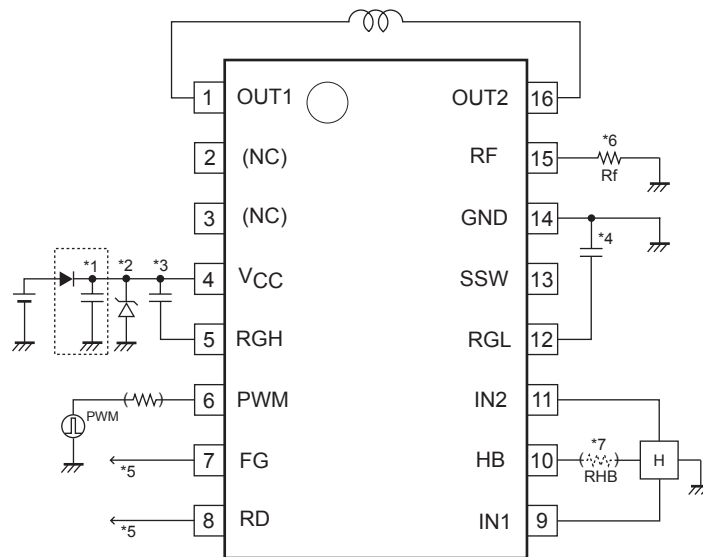 1 OUT1 OUT2 16
2 (NC) RF 15 *6 Rf
3 (NC) GND 14 *4
*1 *2 *3 4 VCC SSW 13
5 RGH RGL 12
PWM 6 PWM IN2 11
*5 7 FG HB 10 *7 RHB H
*5 8 RD IN1 9